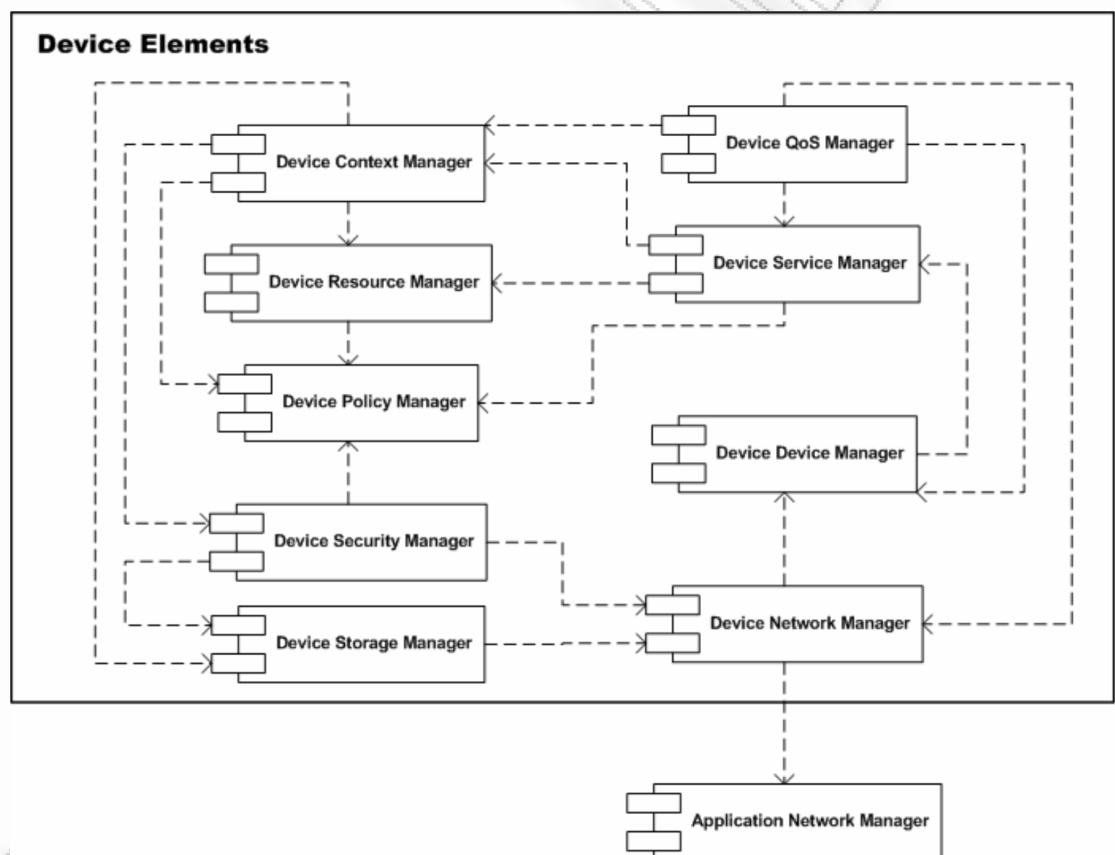 Device Elements
Device Context Manager
Device QoS Manager
Device Resource Manager
Device Service Manager
Device Policy Manager
Device Device Manager
Device Security Manager
Device Network Manager
Device Storage Manager
Application Network Manager